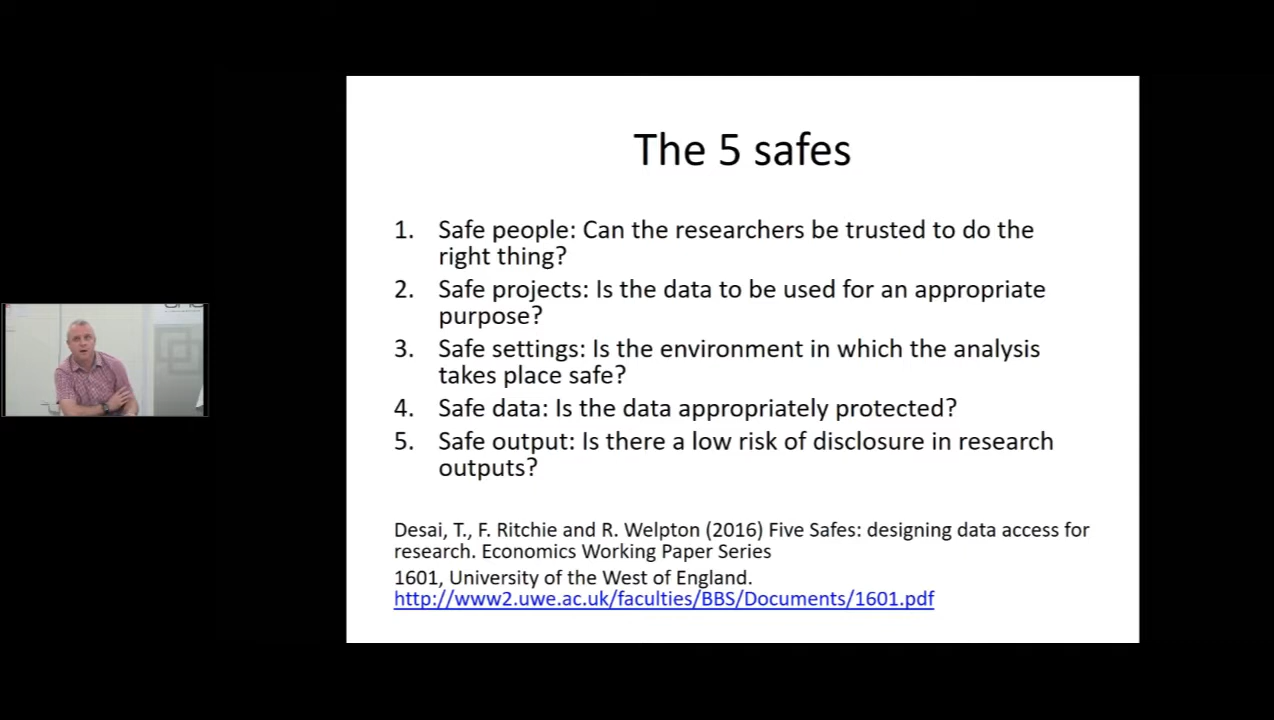 The 5 safes
1. Safe people: Can the researchers be trusted to do the
right thing?
2. Safe projects: Is the data to be used for an appropriate
purpose?
3. Safe settings: Is the environment in which the analysis
takes place safe?
4. Safe data: Is the data appropriately protected?
5. Safe output: Is there a low risk of disclosure in research
outputs?
Desai, T., F. Ritchie and R. Welpton (2016) Five Safes: designing data access for
research. Economics Working Paper Series
1601, University of the West of England.
http://www2.uwe.ac.uk/faculties/BBS/Documents/1601.pdf